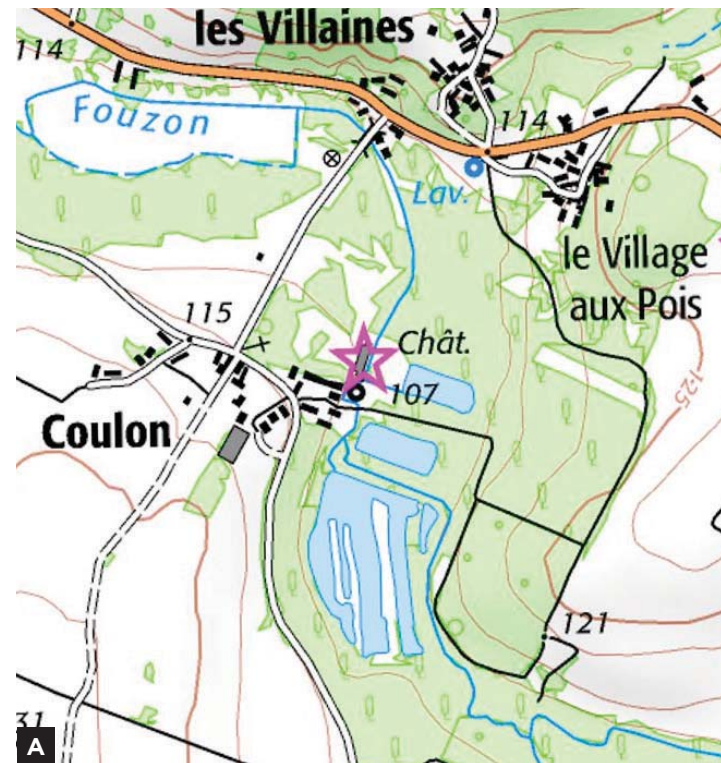 les Villaines
114
Fouzon
114
Lav.
le Village
aux Pois
115
Chât.
107
125
Coulon
121
31
A